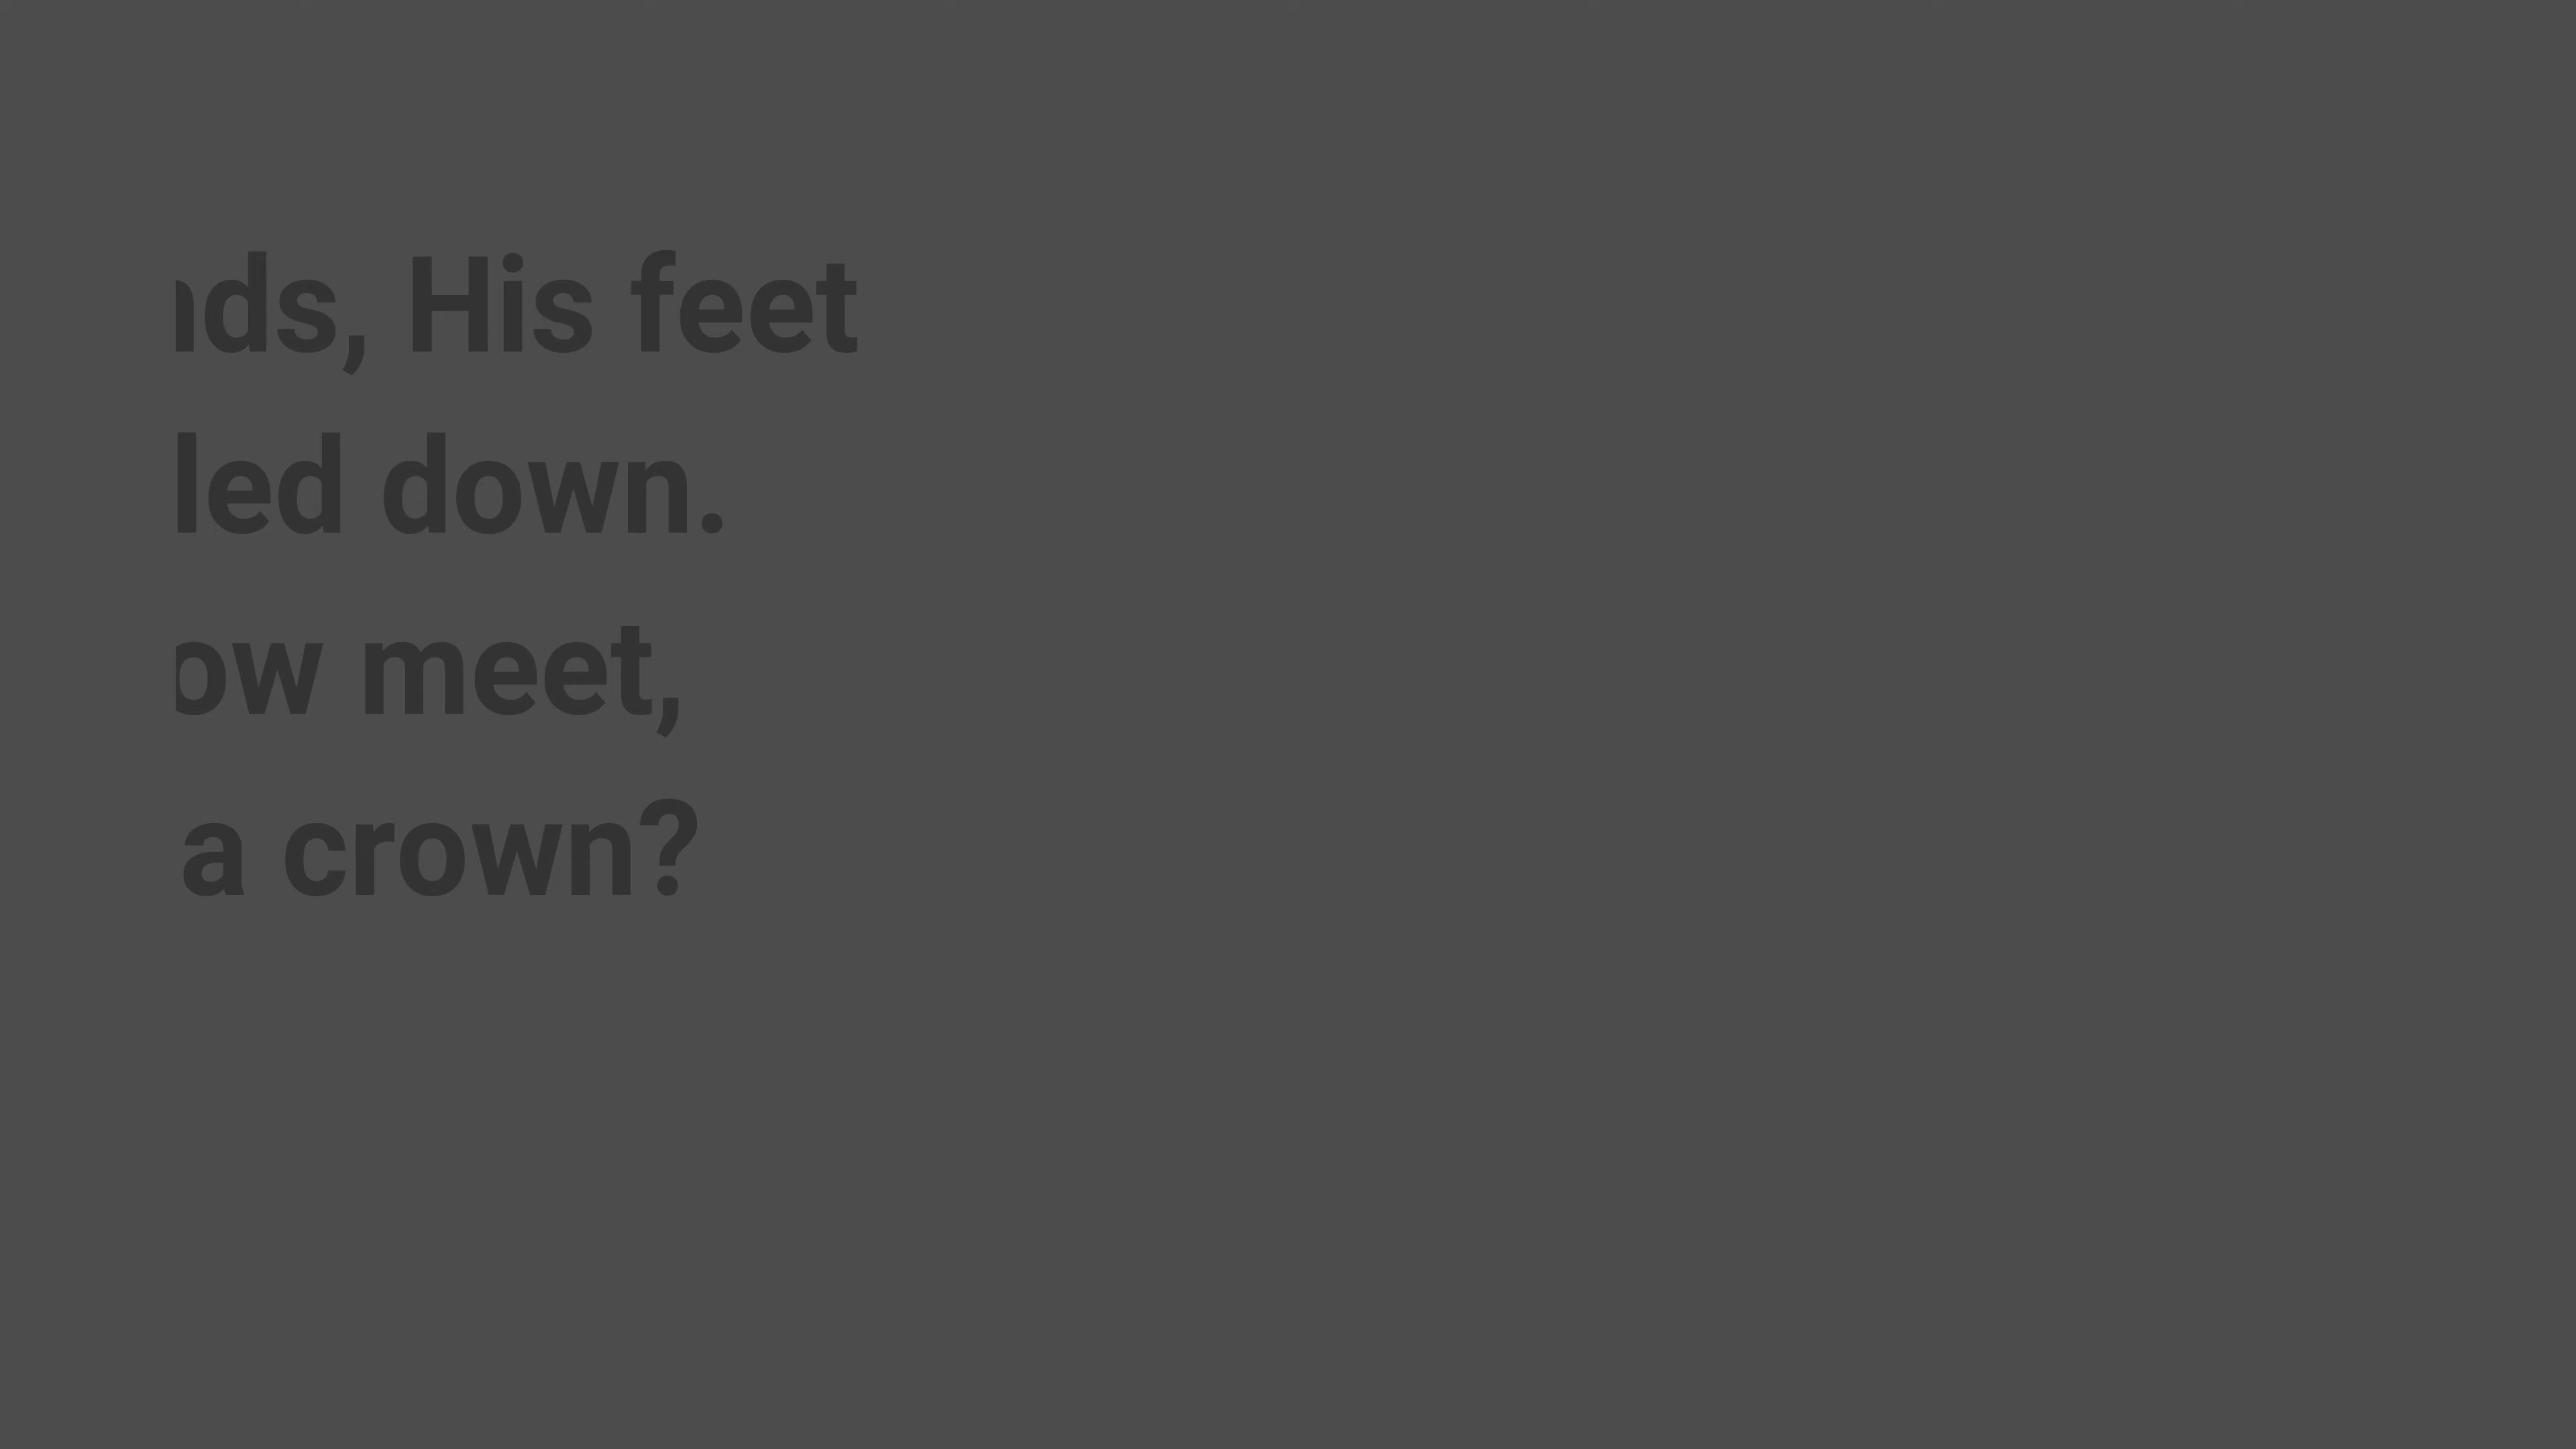 ds, His feet
led down.
ow meet,
a crown?